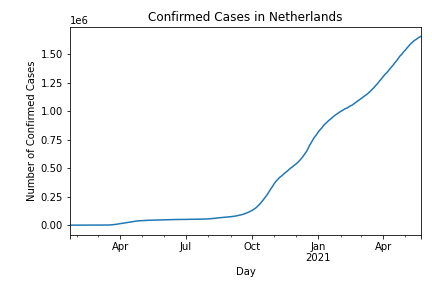 Confirmed Cases in Netherlands
1e6
1.50
1.25
1.00
0.75
0.50
0.25
0.00
Number of Confirmed Cases
Apr Jul Oct Jan Apr
2021
Day